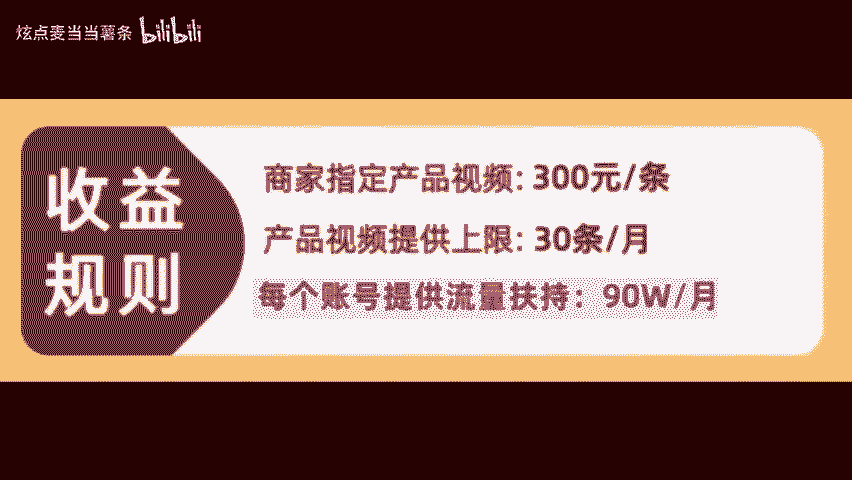 炫点麦当当薯条 bilibili
收益
规则
商家指定产品视频：300元/条
产品视频提供上限：30条/月
每个账号提供流量扶持：90W/月